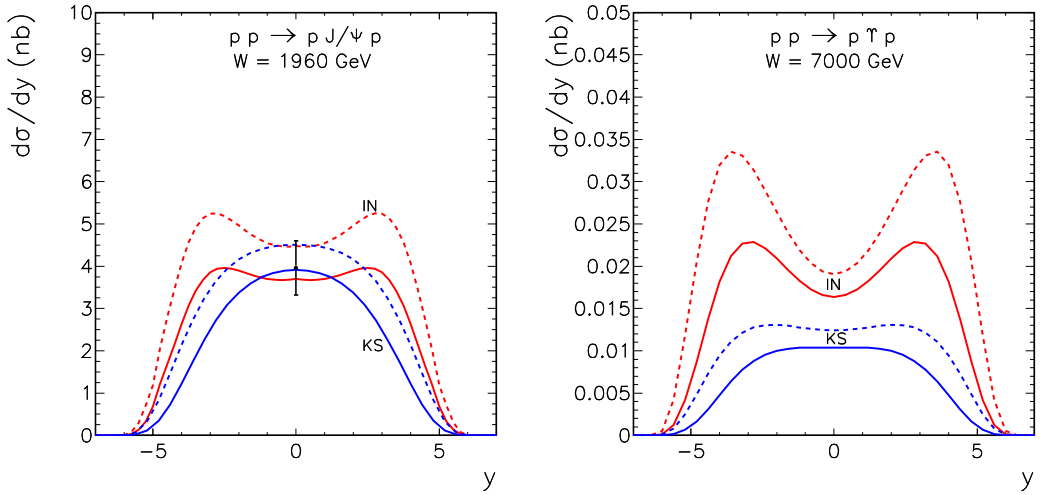 dσ/dy (nb)
10
9
8
7
6
5
4
3
2
1
0
p p → p J/ψ p
W = 1960 GeV
IN
KS
−5
0
5
y
dσ/dy (nb)
0.05
0.045
0.04
0.035
0.03
0.025
0.02
0.015
0.01
0.005
0
p p → p ϒ p
W = 7000 GeV
IN
KS
−5
0
5
y